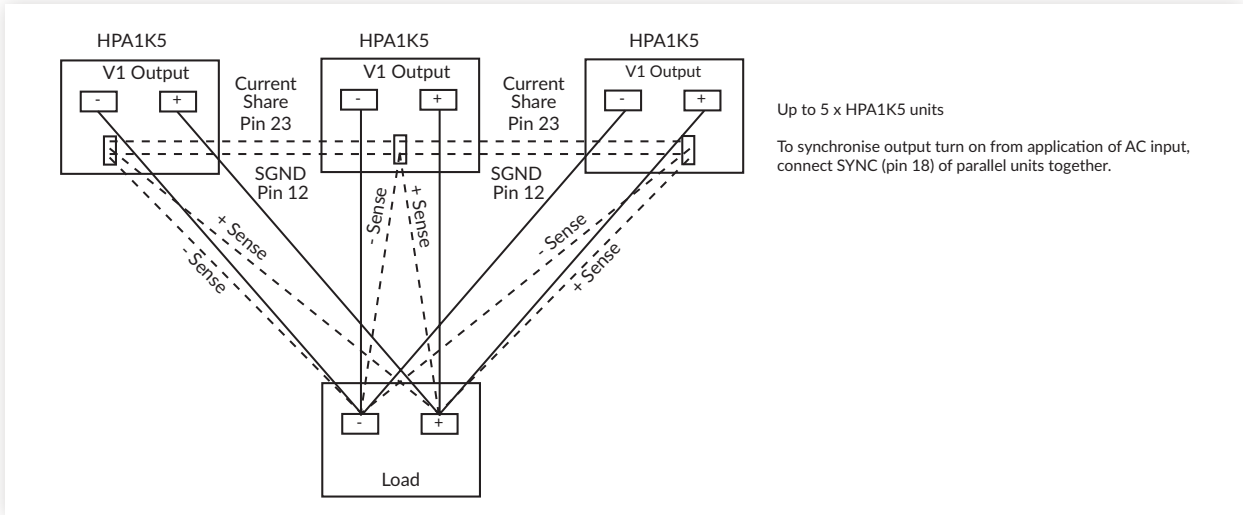 HPA1K5
HPA1K5
HPA1K5
V1 Output
V1 Output
V1 Output
-
+
-
+
-
+
Current
Share
Pin 23
Current
Share
Pin 23
SGND
Pin 12
SGND
Pin 12
+ Sense
- Sense
- Sense
+ Sense
- Sense
+ Sense
-
+
Load
Up to 5 x HPA1K5 units
To synchronise output turn on from application of AC input,
connect SYNC (pin 18) of parallel units together.